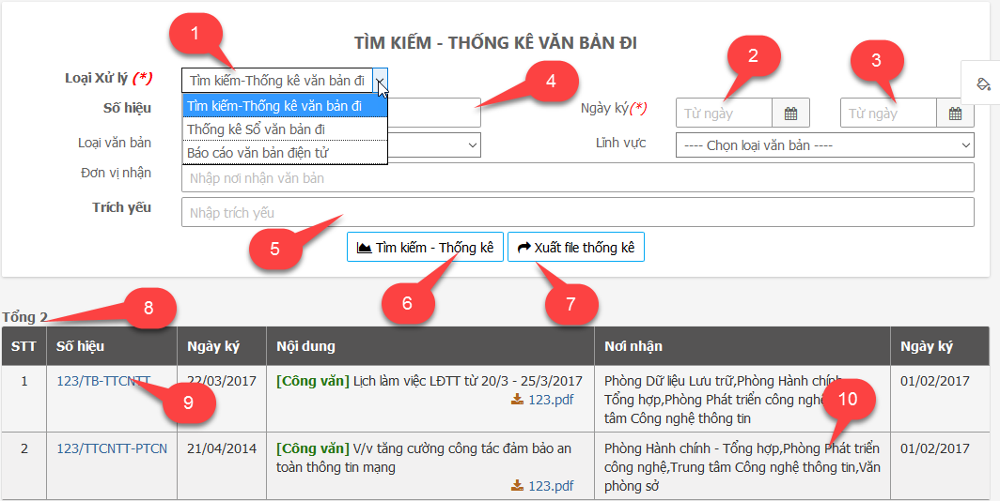 1
TÌM KIẾM - THỐNG KÊ VĂN BẢN ĐI
2
3
Loại Xử lý (*)
Tìm kiếm-Thống kê văn bản đi
4
Tìm kiếm-Thống kê văn bản đi
Thống kê Sổ văn bản đi
Báo cáo văn bản điện tử
Số hiệu
Ngày ký(*)
Từ ngày
Từ ngày
Loại văn bản
Lĩnh vực
---- Chọn loại văn bản ----
Đơn vị nhận
Nhập nơi nhận văn bản
Trích yếu
Nhập trích yếu
5
Tìm kiếm - Thống kê
Xuất file thống kê
6
7
8
Tổng 2
STT Số hiệu Ngày ký Nội dung Nơi nhận Ngày ký
1 123/TB-TTCNTT 22/03/2017 [Công văn] Lịch làm việc LĐTT từ 20/3 - 25/3/2017
123.pdf
Phòng Dữ liệu Lưu trữ,Phòng Hành chính
Tổng hợp,Phòng Phát triển công nghệ
tâm Công nghệ thông tin
01/02/2017
9
10
2 123/TTCNTT-PTCN 21/04/2014 [Công văn] V/v tăng cường công tác đảm bảo an
toàn thông tin mạng
123.pdf
Phòng Hành chính - Tổng hợp,Phòng Phát triển
công nghệ,Trung tâm Công nghệ thông tin,Văn
phòng sở
01/02/2017